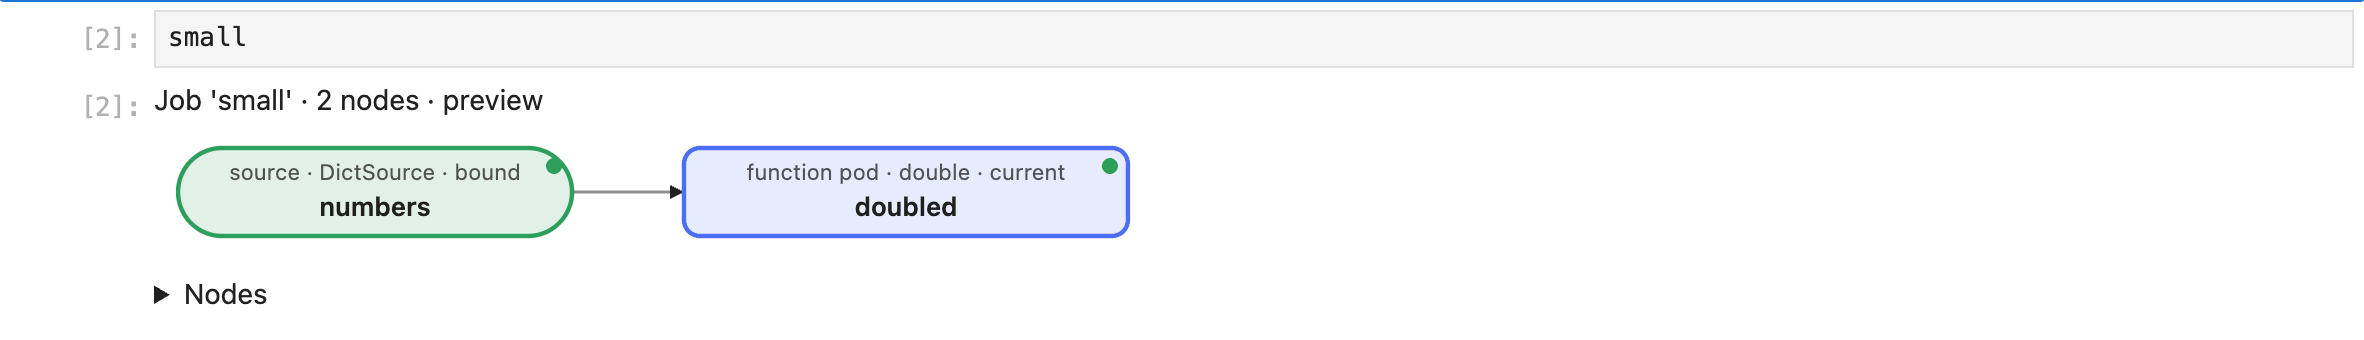 [2]: small
[2]: Job 'small' · 2 nodes · preview
source · DictSource · bound
numbers
function pod · double · current
doubled
Nodes